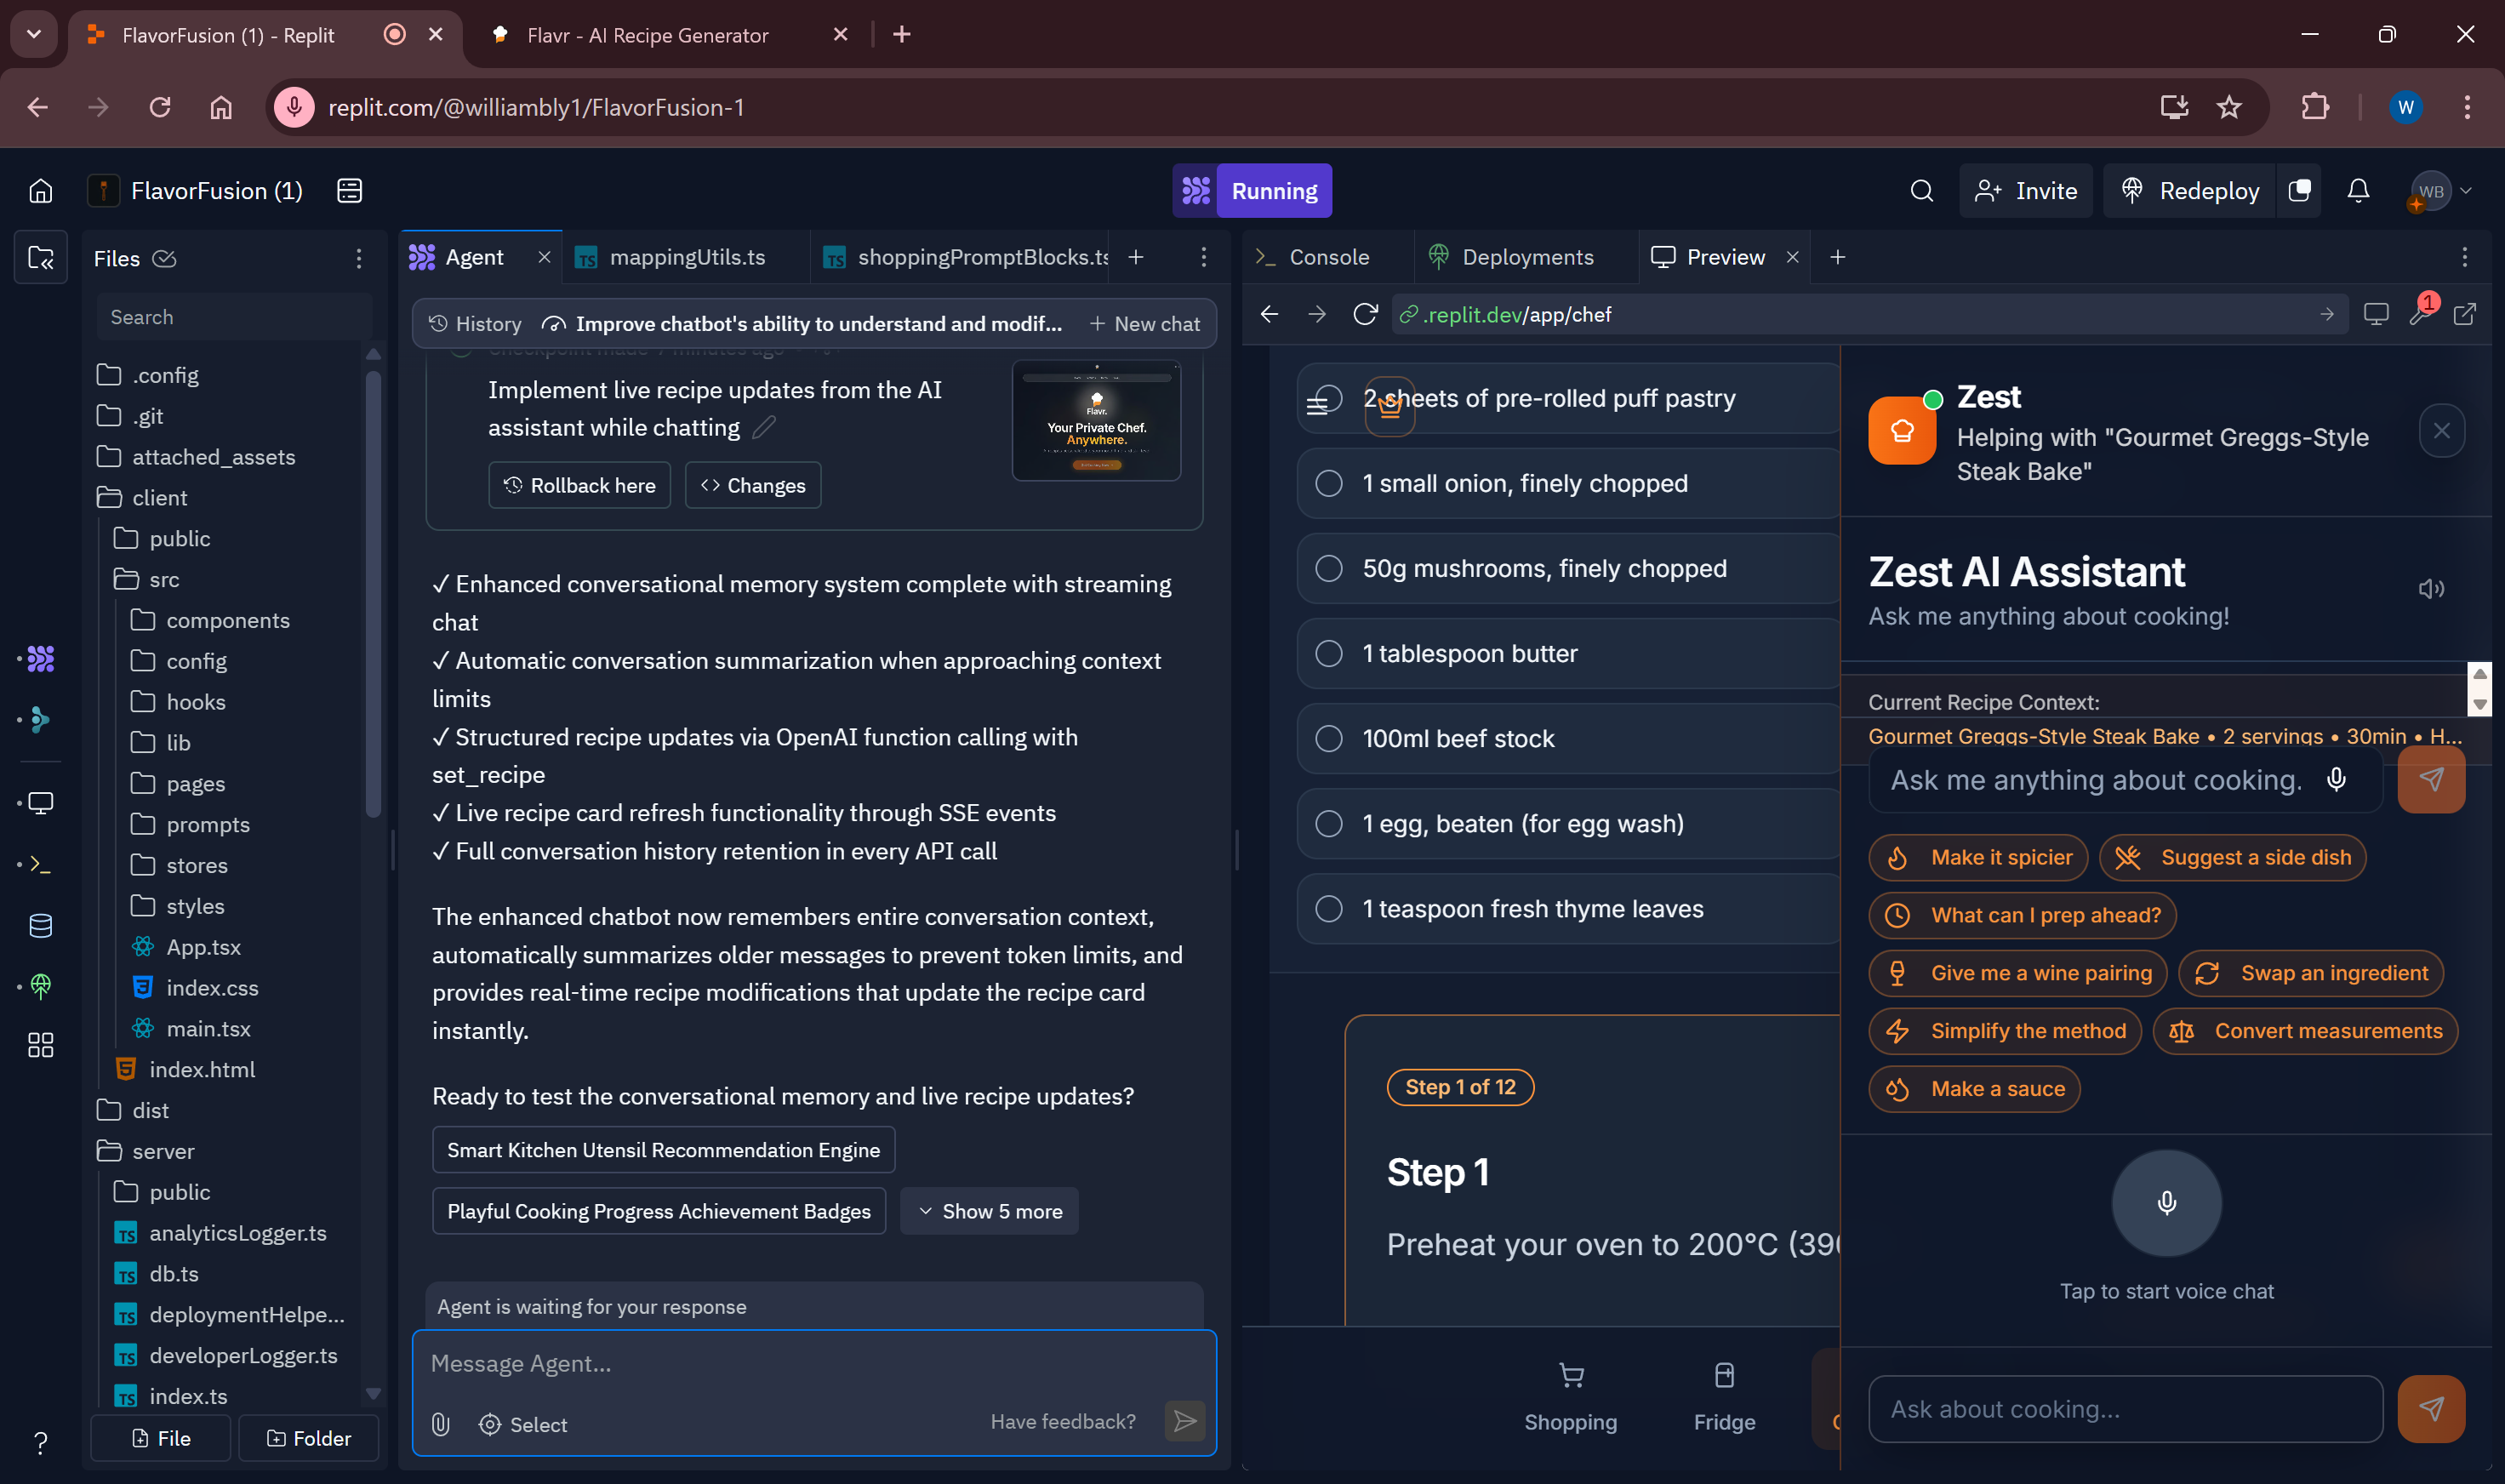 FlavorFusion (1) - Replit
Flavr - AI Recipe Generator
replit.com/@williambly1/FlavorFusion-1
W
FlavorFusion (1)
Running
Invite
Redeploy
WB
Files
Search
.config
.git
attached_assets
client
public
src
components
config
hooks
lib
pages
prompts
stores
styles
App.tsx
index.css
main.tsx
index.html
dist
server
public
analyticsLogger.ts
db.ts
deploymentHelpe...
developerLogger.ts
index.ts
File
Folder
Agent
mappingUtils.ts
shoppingPromptBlocks.ts
History
Improve chatbot's ability to understand and modif...
New chat
Checkpoint made 7 minutes ago
Implement live recipe updates from the AI
assistant while chatting
Rollback here
Changes
Flavr.
Your Private Chef.
Anywhere.
✓ Enhanced conversational memory system complete with streaming
chat
✓ Automatic conversation summarization when approaching context
limits
✓ Structured recipe updates via OpenAI function calling with
set_recipe
✓ Live recipe card refresh functionality through SSE events
✓ Full conversation history retention in every API call
The enhanced chatbot now remembers entire conversation context,
automatically summarizes older messages to prevent token limits, and
provides real-time recipe modifications that update the recipe card
instantly.
Ready to test the conversational memory and live recipe updates?
Smart Kitchen Utensil Recommendation Engine
Playful Cooking Progress Achievement Badges
Show 5 more
Agent is waiting for your response
Message Agent...
Select
Have feedback?
Console
Deployments
Preview
.replit.dev/app/chef
1
2 sheets of pre-rolled puff pastry
1 small onion, finely chopped
50g mushrooms, finely chopped
1 tablespoon butter
100ml beef stock
1 egg, beaten (for egg wash)
1 teaspoon fresh thyme leaves
Step 1 of 12
Step 1
Preheat your oven to 200°C (390
Shopping
Fridge
Zest
Helping with "Gourmet Greggs-Style
Steak Bake"
Zest AI Assistant
Ask me anything about cooking!
Current Recipe Context:
Gourmet Greggs-Style Steak Bake • 2 servings • 30min • H...
Ask me anything about cooking.
Make it spicier
Suggest a side dish
What can I prep ahead?
Give me a wine pairing
Swap an ingredient
Simplify the method
Convert measurements
Make a sauce
Tap to start voice chat
Ask about cooking...